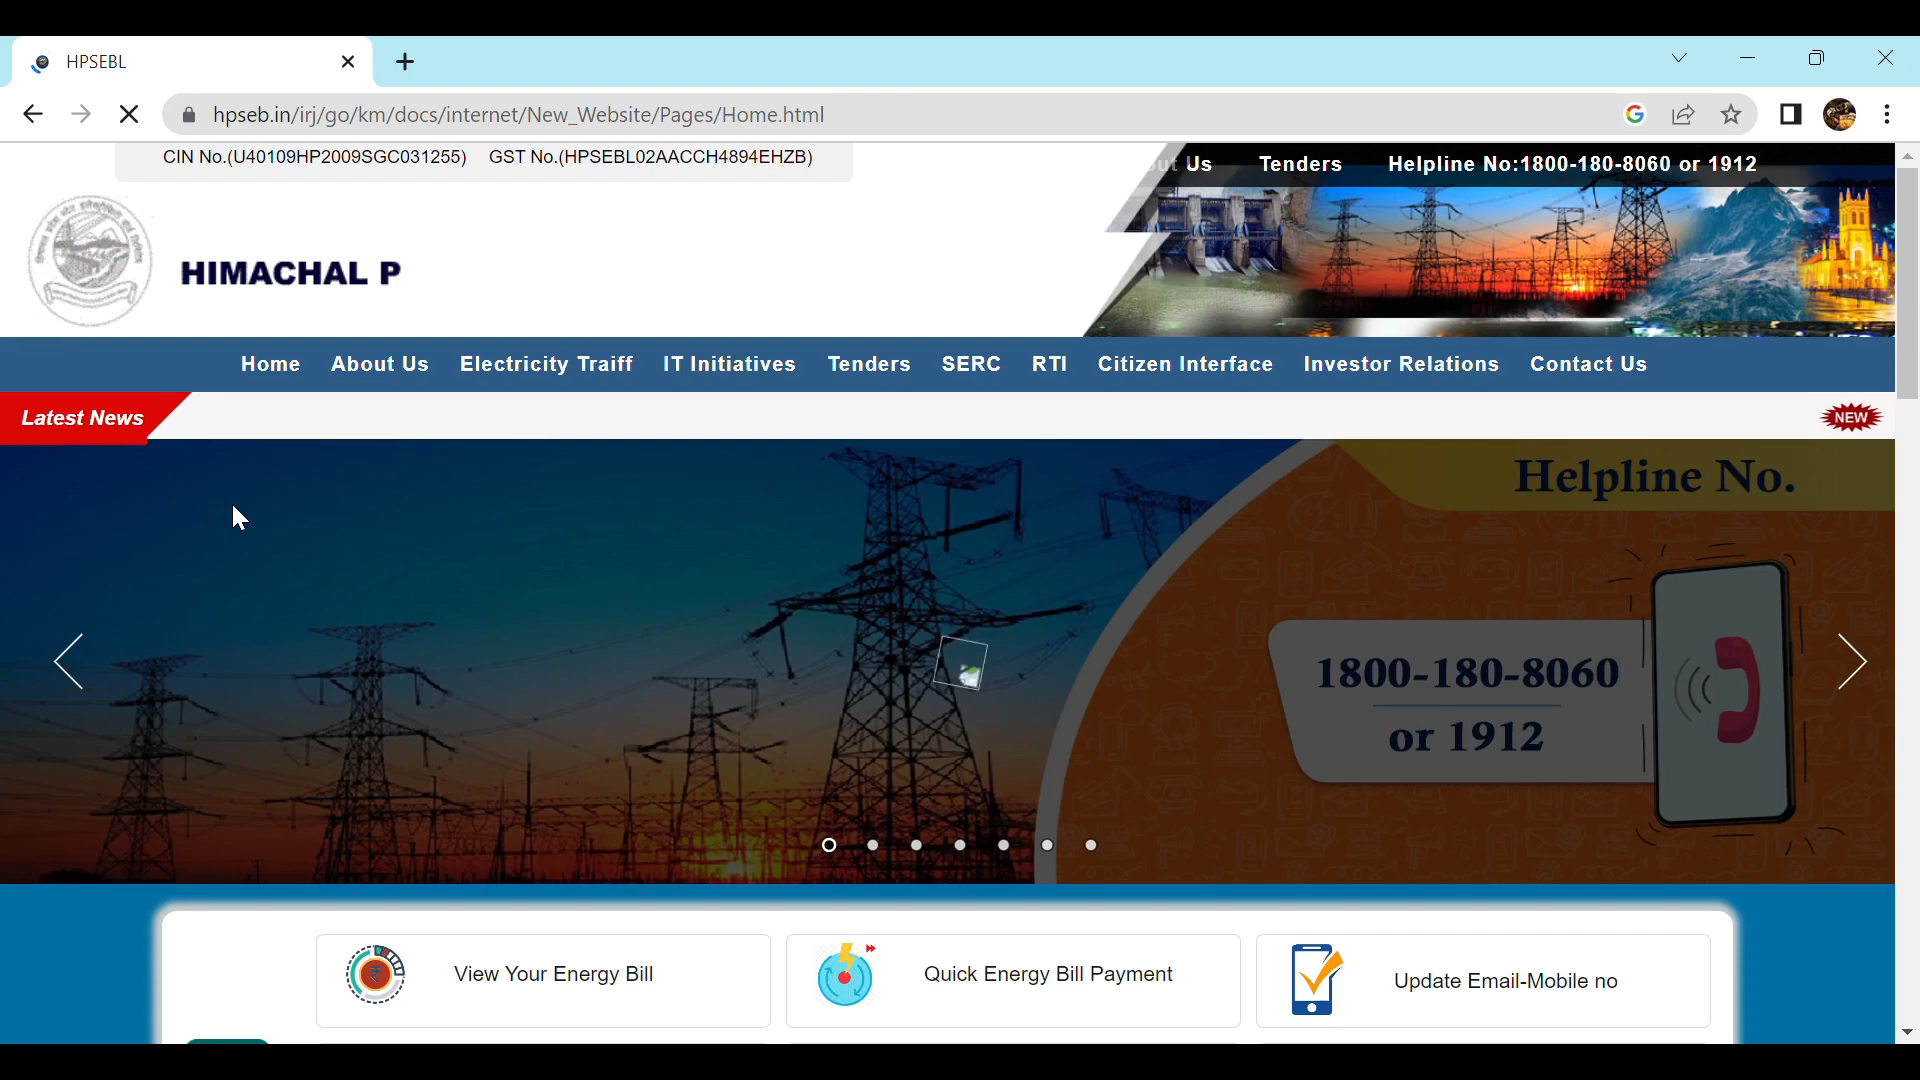 HPSEBL
hpseb.in/irj/go/km/docs/internet/New_Website/Pages/Home.html
CIN No.(U40109HP2009SGC031255) GST No.(HPSEBL02AACCH4894EHZB)
Us Tenders Helpline No:1800-180-8060 or 1912
HIMACHAL P
Home About Us Electricity Traiff IT Initiatives Tenders SERC RTI Citizen Interface Investor Relations Contact Us
Latest News
NEW
Helpline No.
1800-180-8060
or 1912
View Your Energy Bill
Quick Energy Bill Payment
Update Email-Mobile no